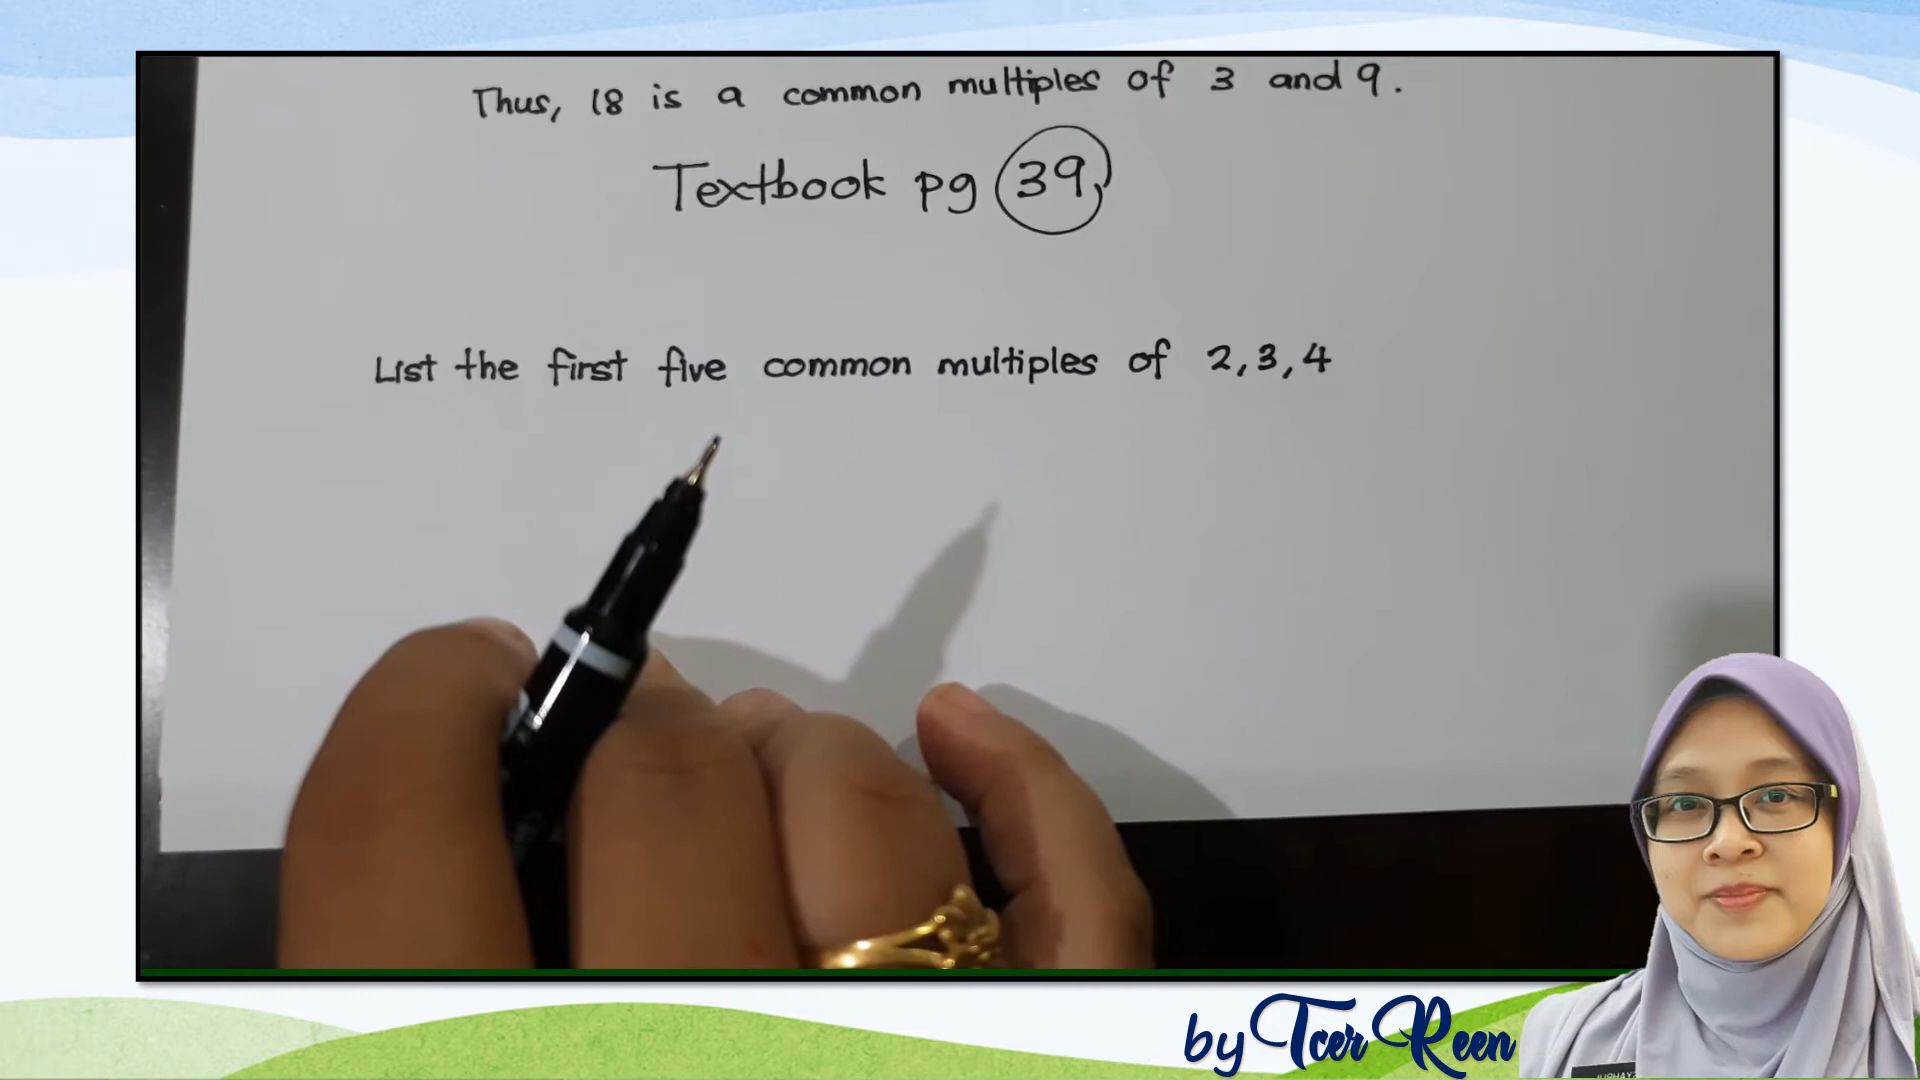 Thus, 18 is a common multiples of 3 and 9.
Textbook pg 39
List the first five common multiples of 2, 3, 4
by Tcer Reen